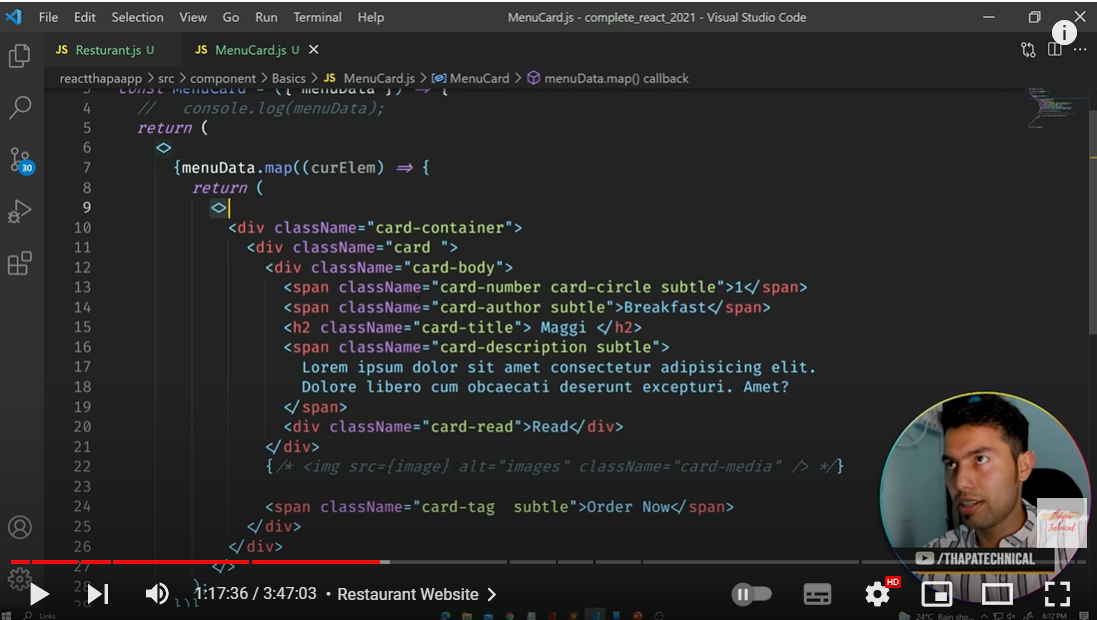 File Edit Selection View Go Run Terminal Help MenuCard.js - complete_react_2021 - Visual Studio Code
JS Resturant.js U JS MenuCard.js U
reactthapaapp > src > component > Basics > JS MenuCard.js > MenuCard > menuData.map() callback
3 const MenuCard = ({ menuData }) => {
4 // console.log(menuData);
5 return (
6 <>
7 {menuData.map((curElem) => {
8 return (
9 <>
10 <div className="card-container">
11 <div className="card ">
12 <div className="card-body">
13 <span className="card-number card-circle subtle">1</span>
14 <span className="card-author subtle">Breakfast</span>
15 <h2 className="card-title"> Maggi </h2>
16 <span className="card-description subtle">
17 Lorem ipsum dolor sit amet consectetur adipisicing elit.
18 Dolore libero cum obcaecati deserunt excepturi. Amet?
19 </span>
20 <div className="card-read">Read</div>
21 </div>
22 {/* <img src={image} alt="images" className="card-media" /> */}
23
24 <span className="card-tag  subtle">Order Now</span>
25 </div>
26 </div>
27 </>
28 );
29 })}
30
Thapa Technical
/THAPATECHNICAL
1:17:36 / 3:47:03 • Restaurant Website >
HD
Links 24°C Rain sho... 6:12 PM